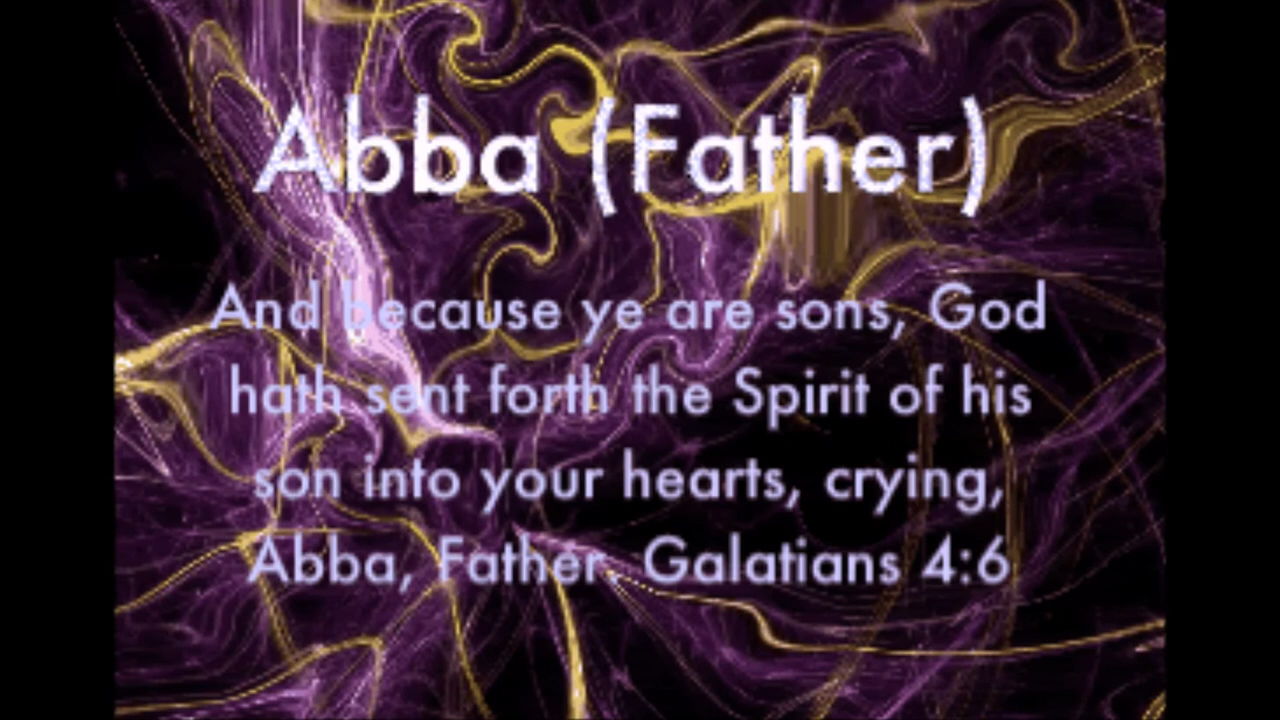 Abba (Father)
And because ye are sons, God
hath sent forth the Spirit of his
son into your hearts, crying,
Abba, Father. Galatians 4:6